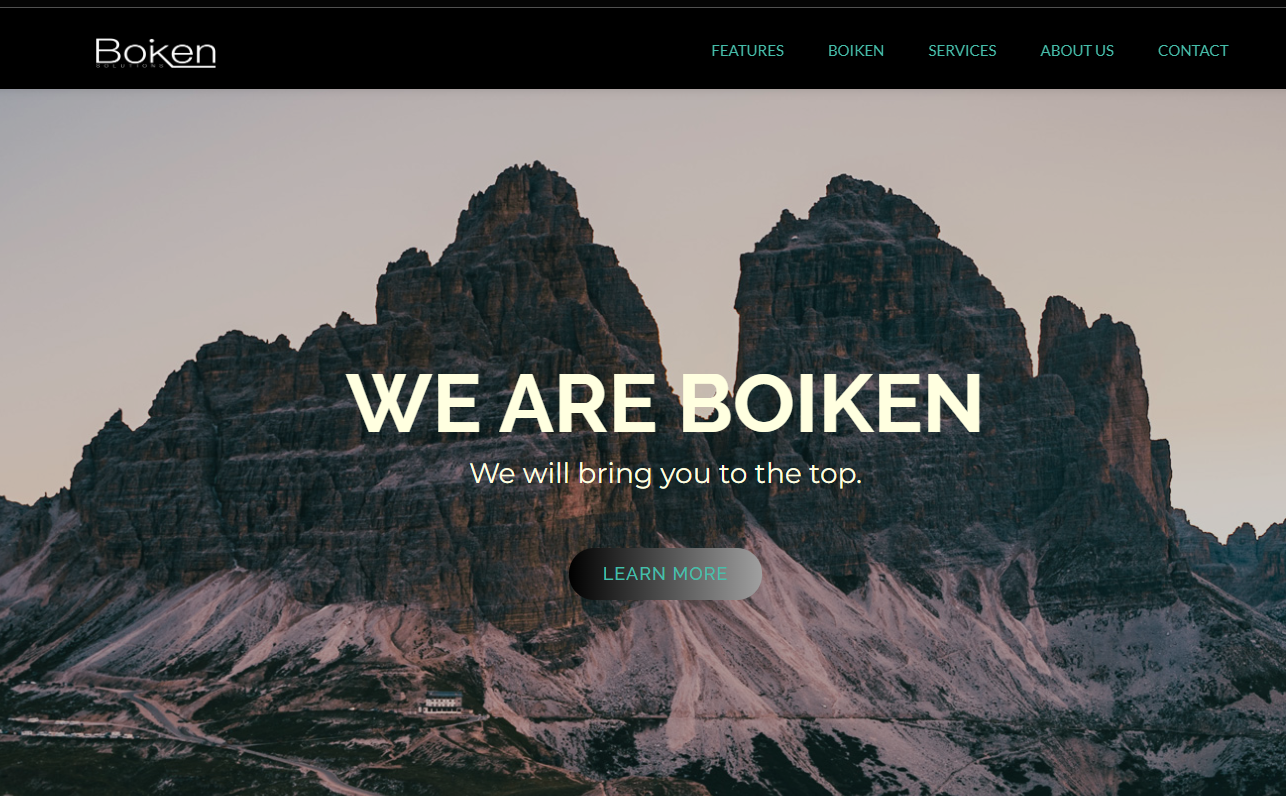 Boken
SOLUTIONS
FEATURES
BOIKEN
SERVICES
ABOUT US
CONTACT
WE ARE BOIKEN
We will bring you to the top.
LEARN MORE